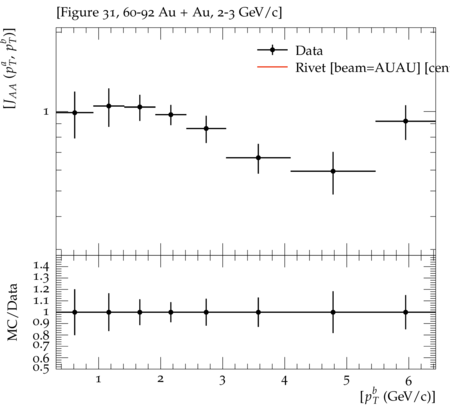 [Figure 31, 60-92 Au + Au, 2-3 GeV/c]
[J_AA (p_T^a, p_T^b)]
Data
Rivet [beam=AUAU] [cen
1
1.4
1.3
1.2
1.1
1
0.9
0.8
0.7
0.6
0.5
MC/Data
1 2 3 4 5 6
[p_T^b (GeV/c)]